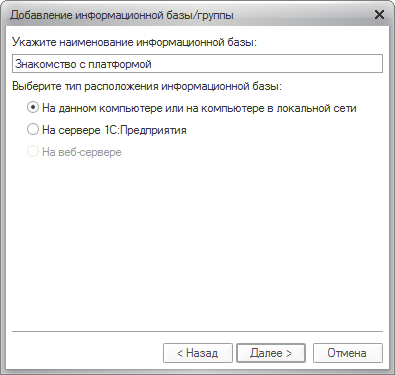 Добавление информационной базы/группы
Укажите наименование информационной базы:
Знакомство с платформой
Выберите тип расположения информационной базы:
На данном компьютере или на компьютере в локальной сети
На сервере 1С:Предприятия
На веб-сервере
< Назад
Далее >
Отмена